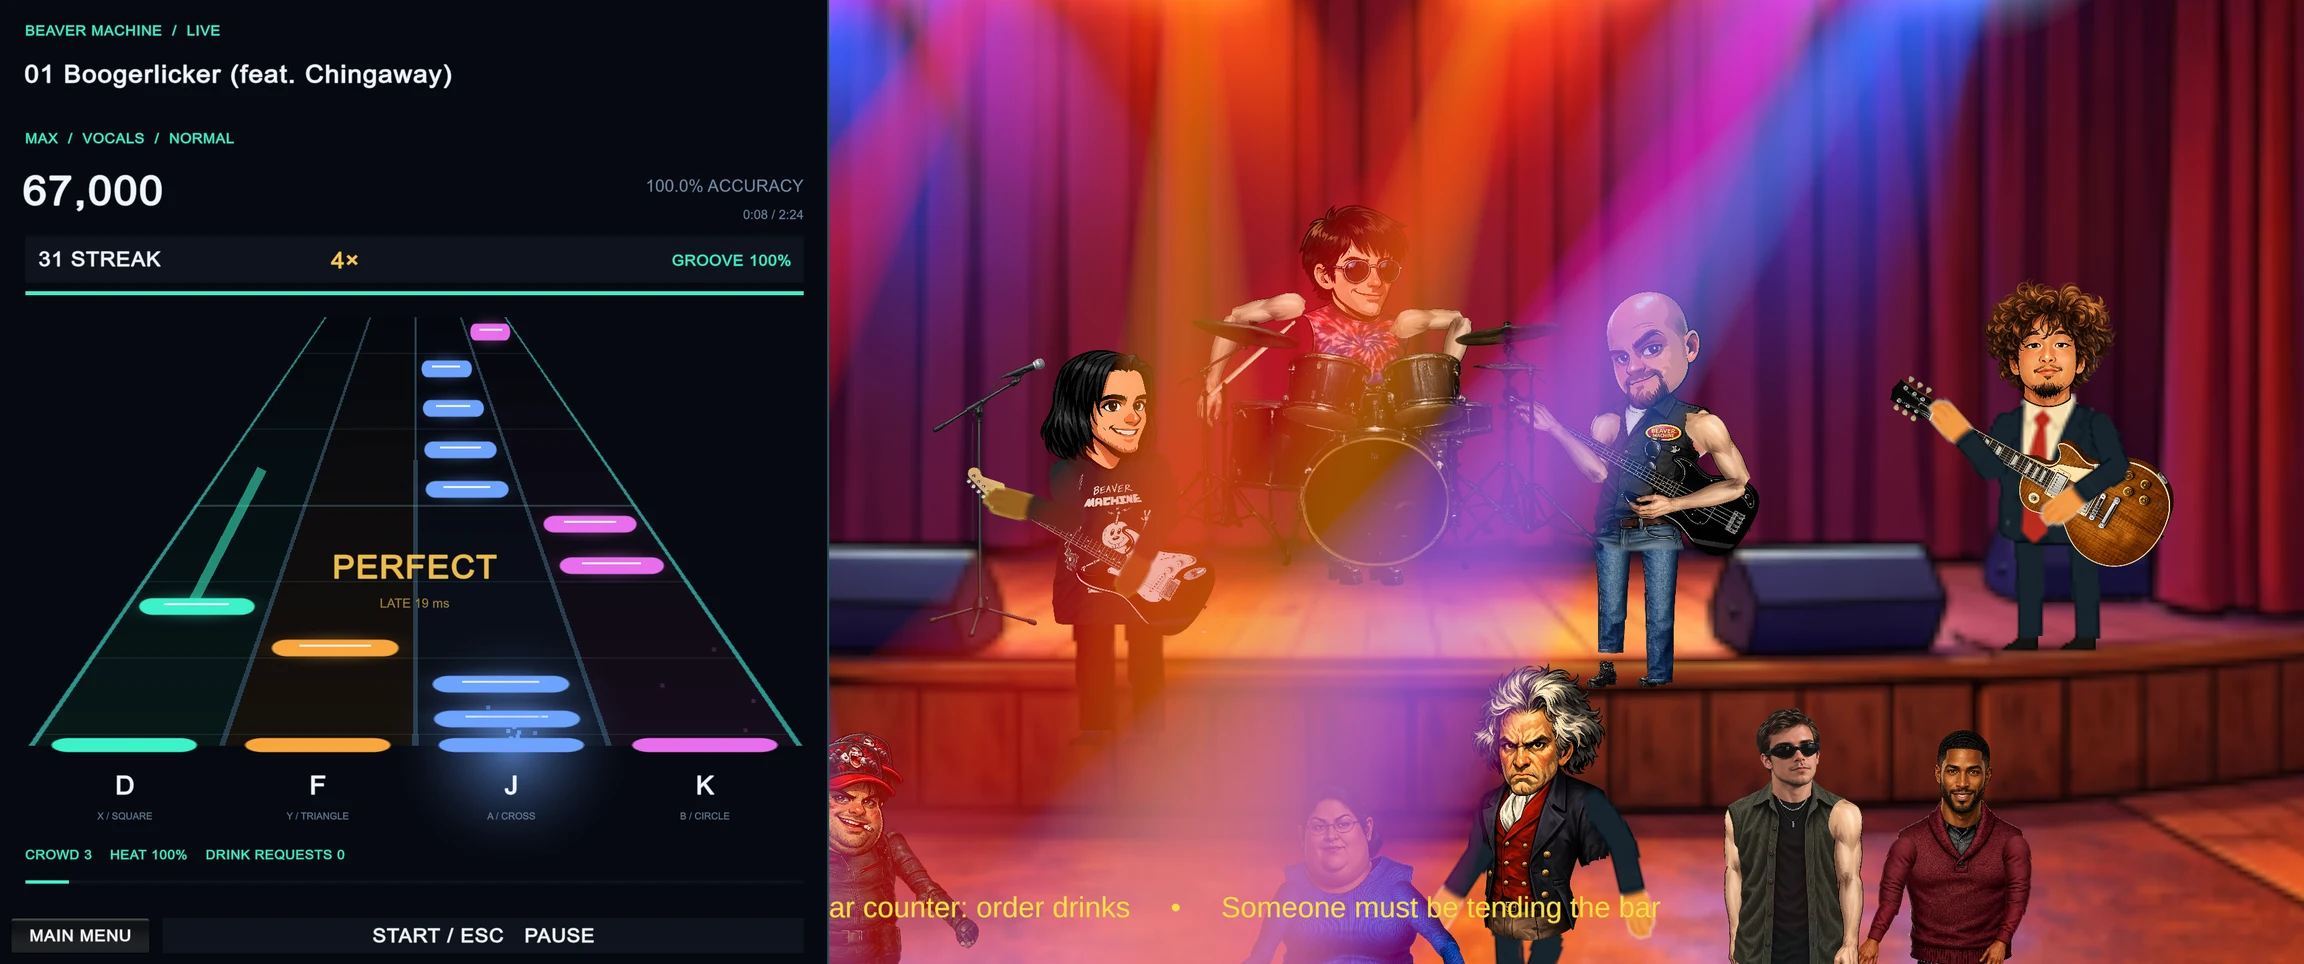 BEAVER MACHINE / LIVE
01 Boogerlicker (feat. Chingaway)
MAX / VOCALS / NORMAL
67,000
100.0% ACCURACY
0:08 / 2:24
31 STREAK 4× GROOVE 100%
PERFECT
LATE 19 ms
D F J K
X / SQUARE Y / TRIANGLE A / CROSS B / CIRCLE
CROWD 3 HEAT 100% DRINK REQUESTS 0
MAIN MENU START / ESC PAUSE
BEAVER
MACHINE
BEAVER
MACHINE
ar counter: order drinks • Someone must be tending the bar